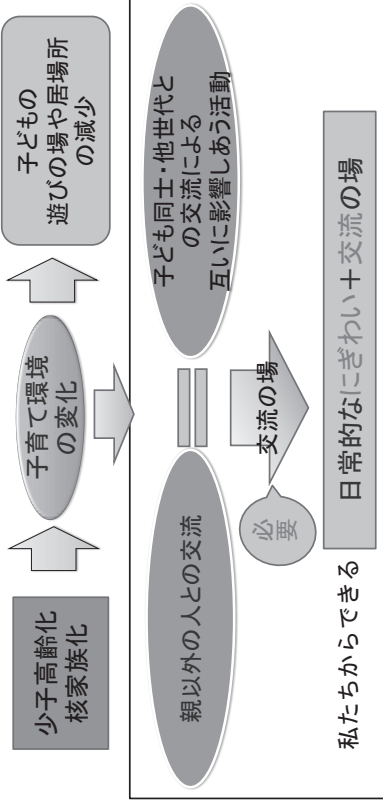 少子高齢化
核家族化
子育て環境
の変化
子どもの
遊びの場や居場所
の減少
親以外の人との交流
=
子ども同士・他世代と
の交流による
互いに影響しあう活動
必
要
交流の場
私たちからできる
日常的なにぎわい+交流の場